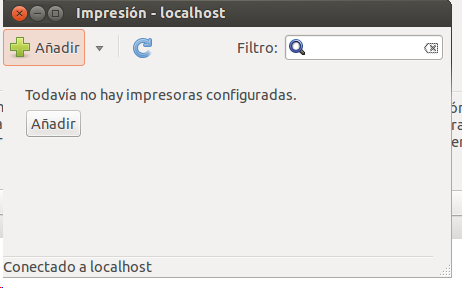 Impresión - localhost
Añadir
Filtro:
Todavía no hay impresoras configuradas.
Añadir
Conectado a localhost